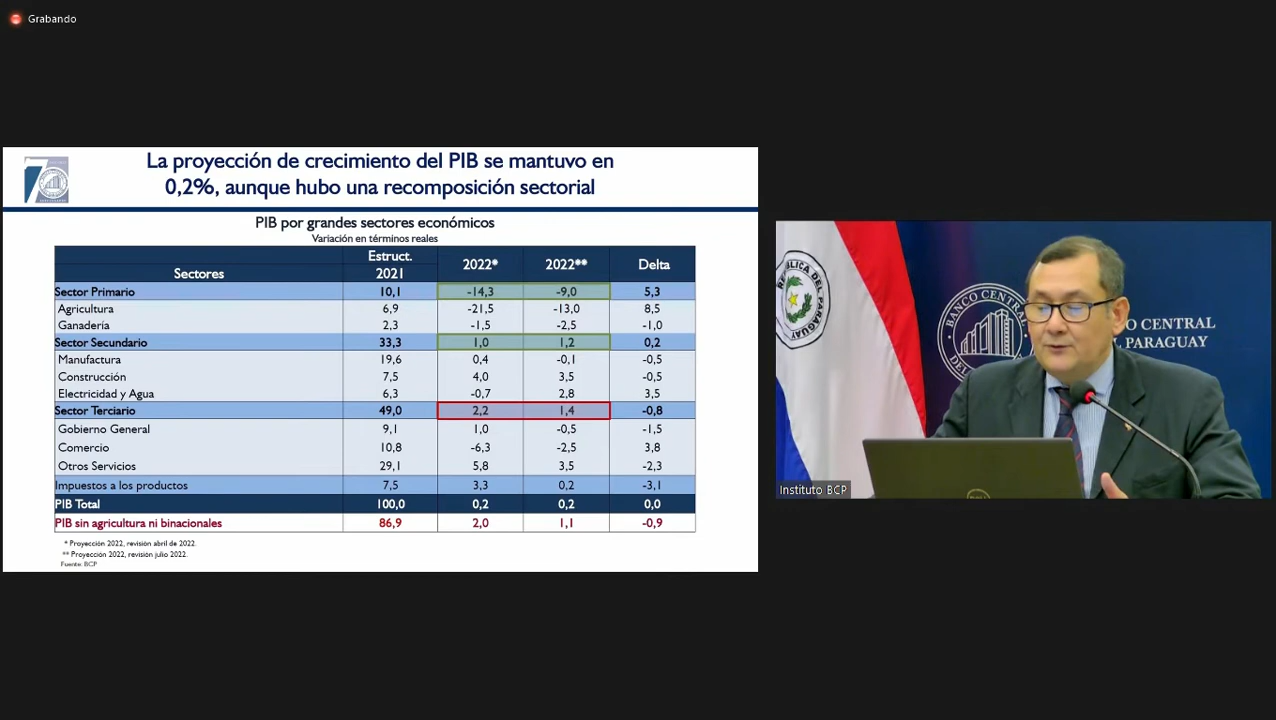 Grabando
La proyección de crecimiento del PIB se mantuvo en
0,2%, aunque hubo una recomposición sectorial
PIB por grandes sectores económicos
Variación en términos reales
Sectores Estruct. 2021 2022* 2022** Delta
Sector Primario 10,1 -14,3 -9,0 5,3
Agricultura 6,9 -21,5 -13,0 8,5
Ganadería 2,3 -1,5 -2,5 -1,0
Sector Secundario 33,3 1,0 1,2 0,2
Manufactura 19,6 0,4 -0,1 -0,5
Construcción 7,5 4,0 3,5 -0,5
Electricidad y Agua 6,3 -0,7 2,8 3,5
Sector Terciario 49,0 2,2 1,4 -0,8
Gobierno General 9,1 1,0 -0,5 -1,5
Comercio 10,8 -6,3 -2,5 3,8
Otros Servicios 29,1 5,8 3,5 -2,3
Impuestos a los productos 7,5 3,3 0,2 -3,1
PIB Total 100,0 0,2 0,2 0,0
PIB sin agricultura ni binacionales 86,9 2,0 1,1 -0,9
* Proyección 2022, revisión abril de 2022.
** Proyección 2022, revisión julio 2022.
Fuente: BCP
BLICA DEL PARAGUAY
BANCO CENTRAL
DEL
O CENTRAL
L PARAGUAY
Instituto BCP